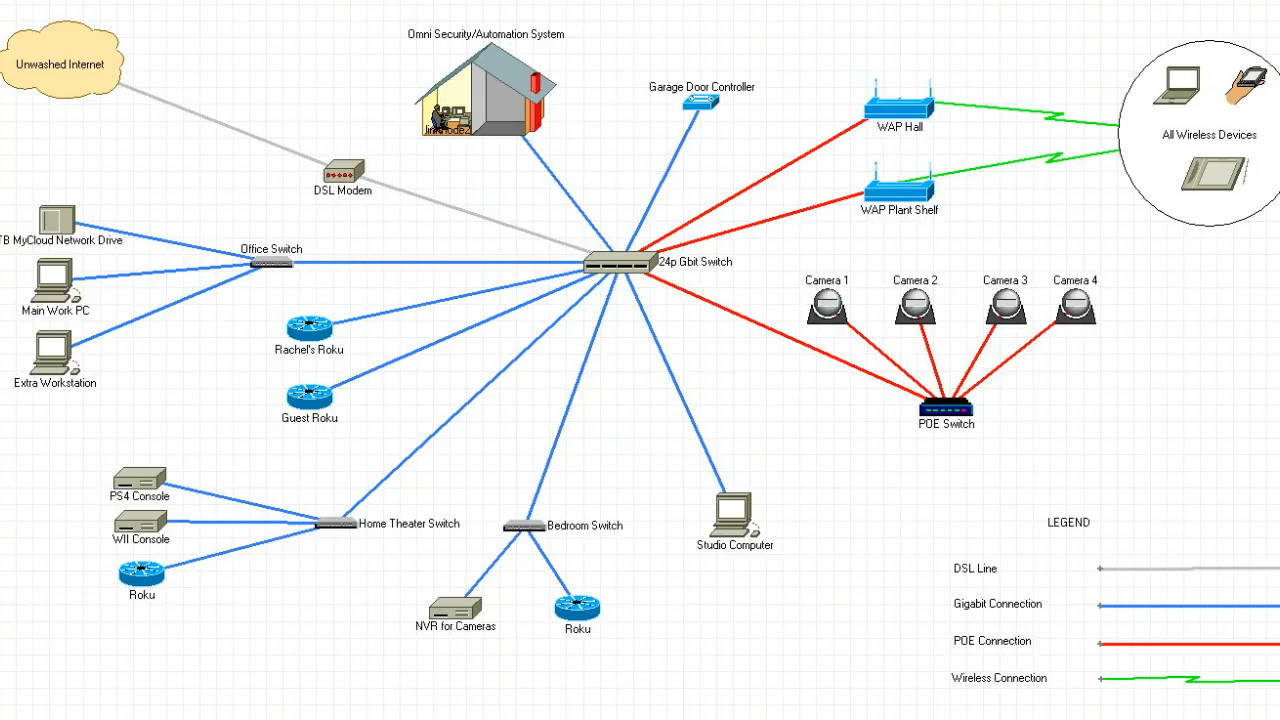 Omni Security/Automation System
Unwashed Internet
Garage Door Controller
WAP Hall
All Wireless Devices
DSL Modem
WAP Plant Shelf
TB MyCloud Network Drive
Office Switch
24p Gbit Switch
Camera 1
Camera 2
Camera 3
Camera 4
Main Work PC
Rachel's Roku
Extra Workstation
Guest Roku
POE Switch
PS4 Console
Home Theater Switch
Bedroom Switch
WII Console
Studio Computer
Roku
NVR for Cameras
Roku
LEGEND
DSL Line
Gigabit Connection
POE Connection
Wireless Connection